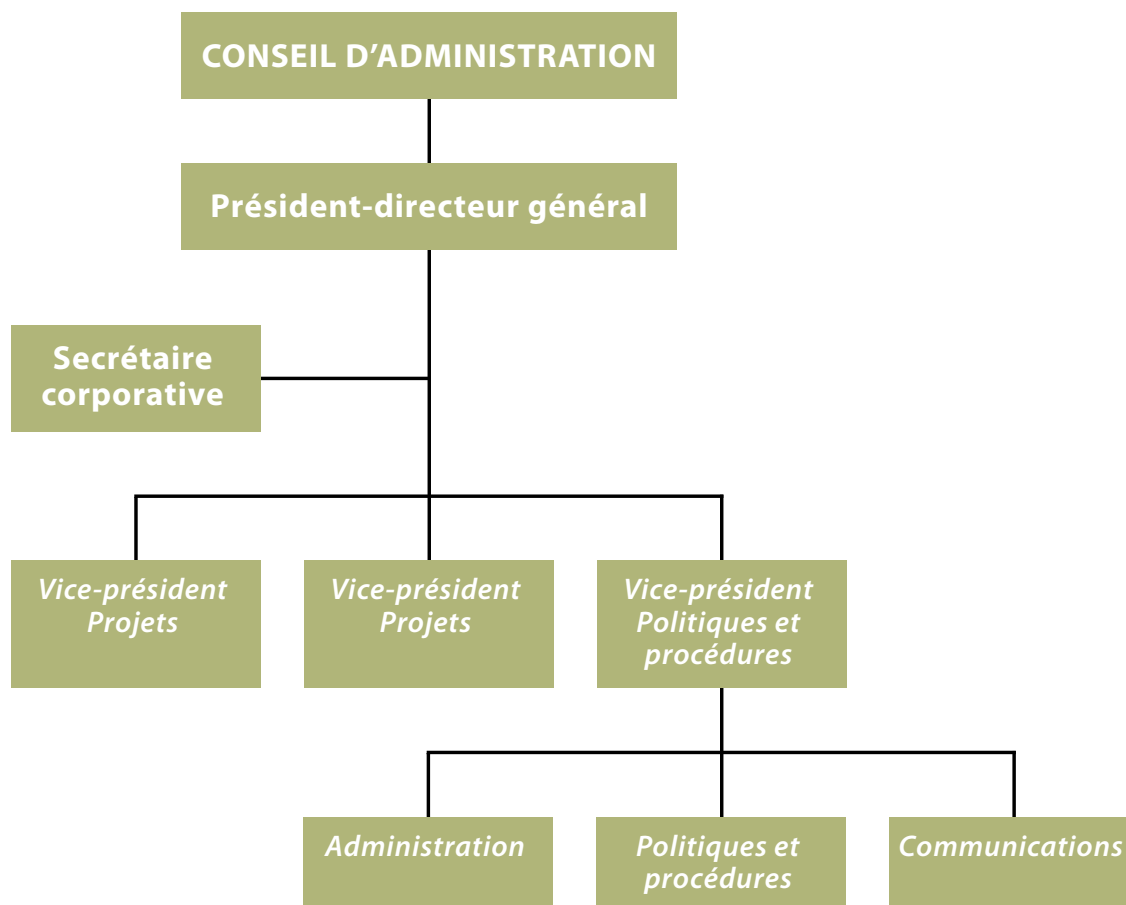 CONSEIL D’ADMINISTRATION
Président-directeur général
Secrétaire
corporative
Vice-président
Projets
Vice-président
Projets
Vice-président
Politiques et
procédures
Administration
Politiques et
procédures
Communications